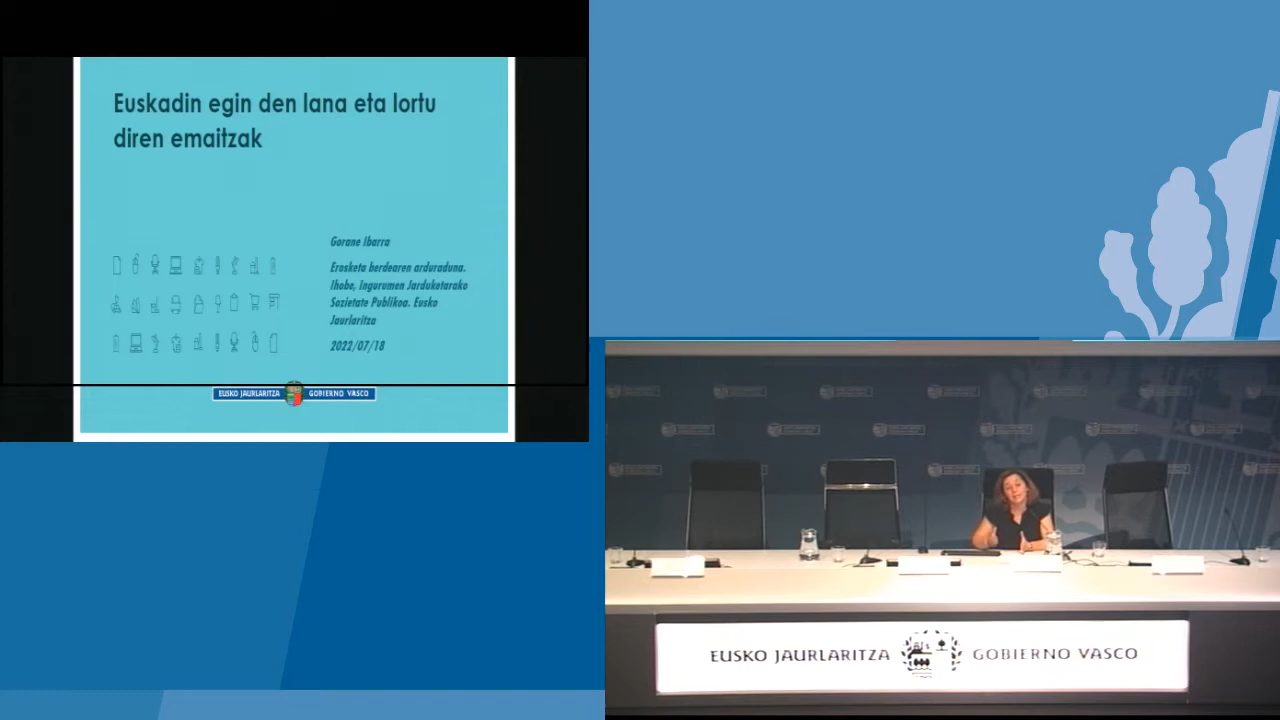 Euskadin egin den lana eta lortu
diren emaitzak
Gorane Ibarra
Erosketa berdearen arduraduna.
Ihobe, Ingurumen Jarduketarako
Sozietate Publikoa. Eusko
Jaurlaritza
2022/07/18
EUSKO JAURLARITZA GOBIERNO VASCO
EUSKO JAURLARITZA GOBIERNO VASCO